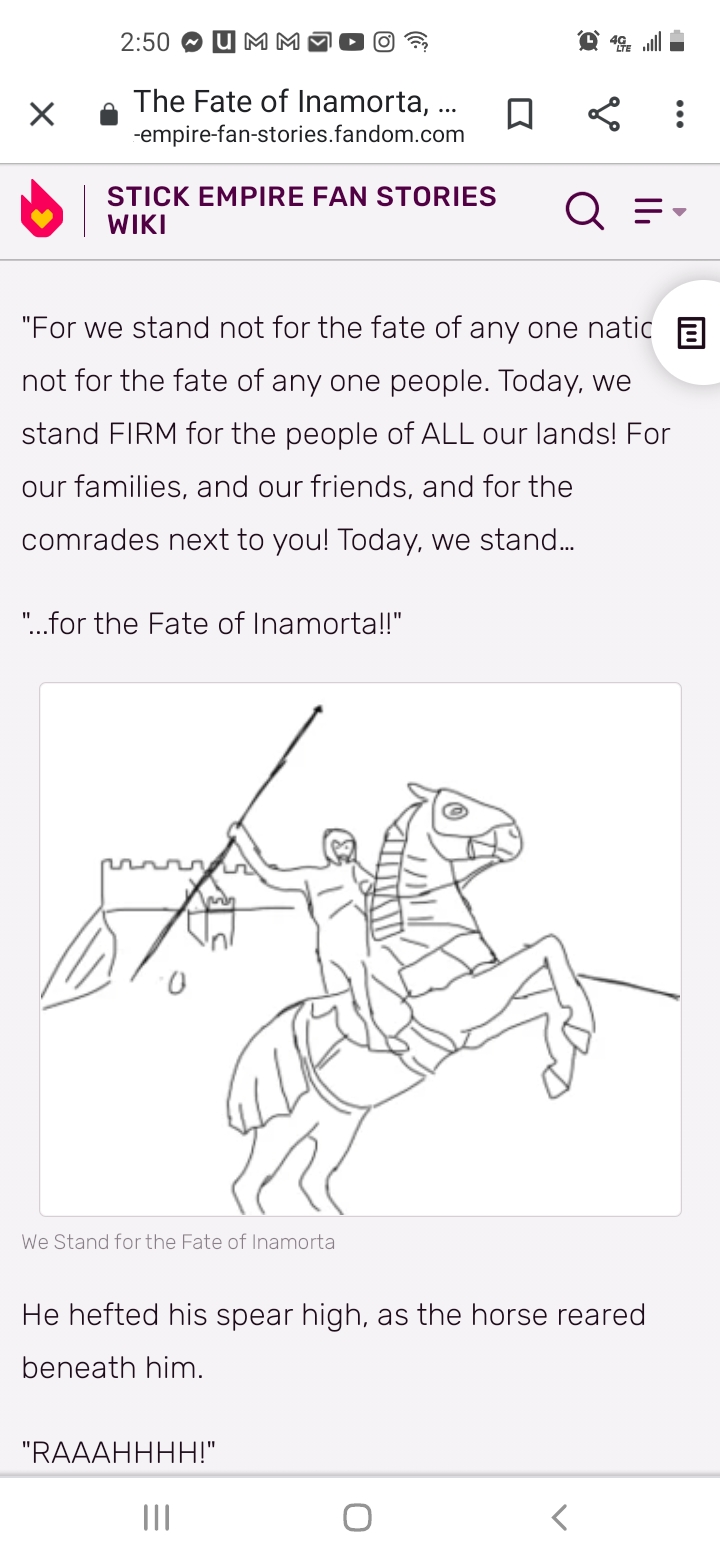 2:50
4G LTE
The Fate of Inamorta, ...
-empire-fan-stories.fandom.com
STICK EMPIRE FAN STORIES
WIKI
"For we stand not for the fate of any one
not for the fate of any one people. Today, we
stand FIRM for the people of ALL our lands! For
our families, and our friends, and for the
comrades next to you! Today, we stand...
"...for the Fate of Inamorta!!"
We Stand for the Fate of Inamorta
He hefted his spear high, as the horse reared
beneath him.
"RAAAHHHH!"